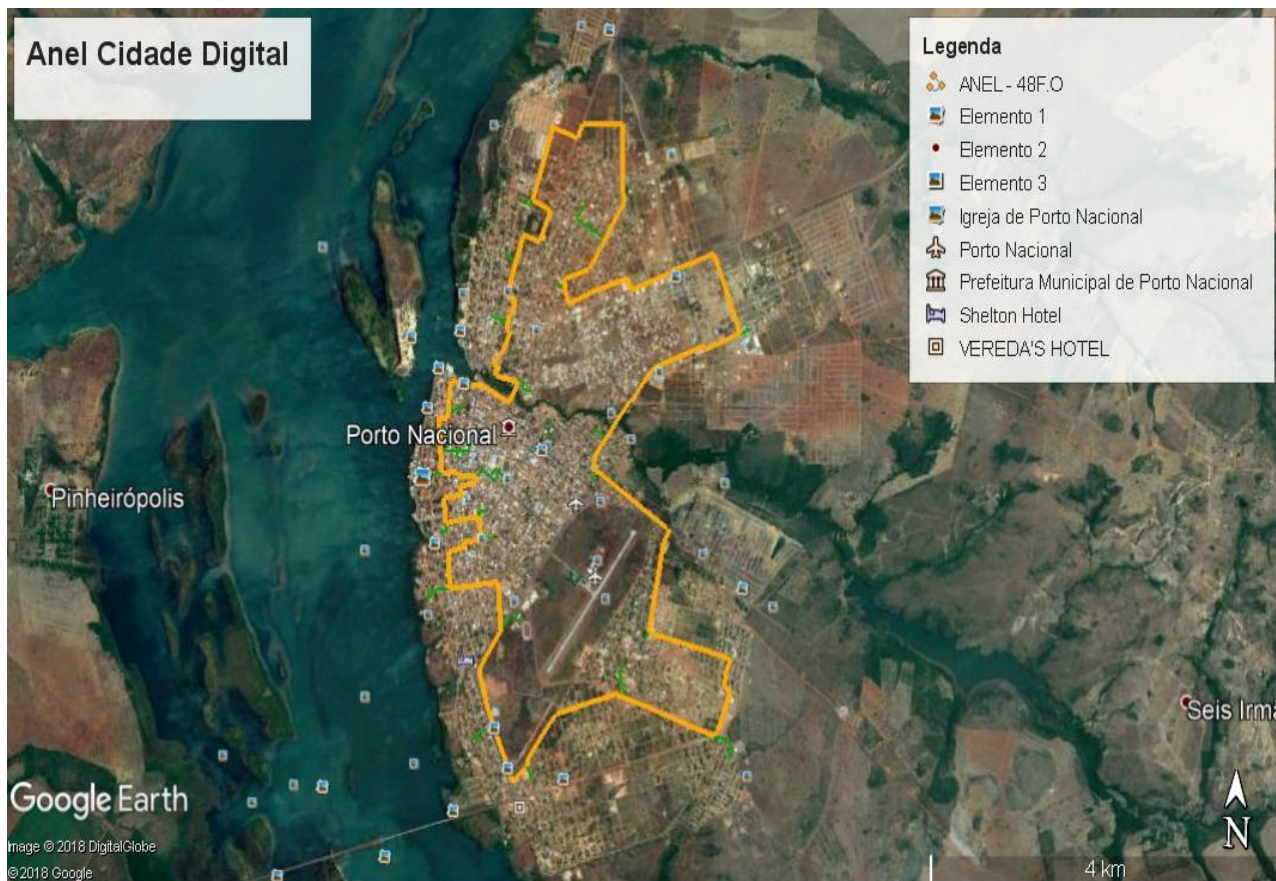 Anel Cidade Digital
Legenda
ANEL - 48F.O
Elemento 1
Elemento 2
Elemento 3
Igreja de Porto Nacional
Porto Nacional
Prefeitura Municipal de Porto Nacional
Shelton Hotel
VEREDA'S HOTEL
Porto Nacional
Pinheirópolis
Seis Irmã
Google Earth
Image © 2018 DigitalGlobe
© 2018 Google
N
4 km